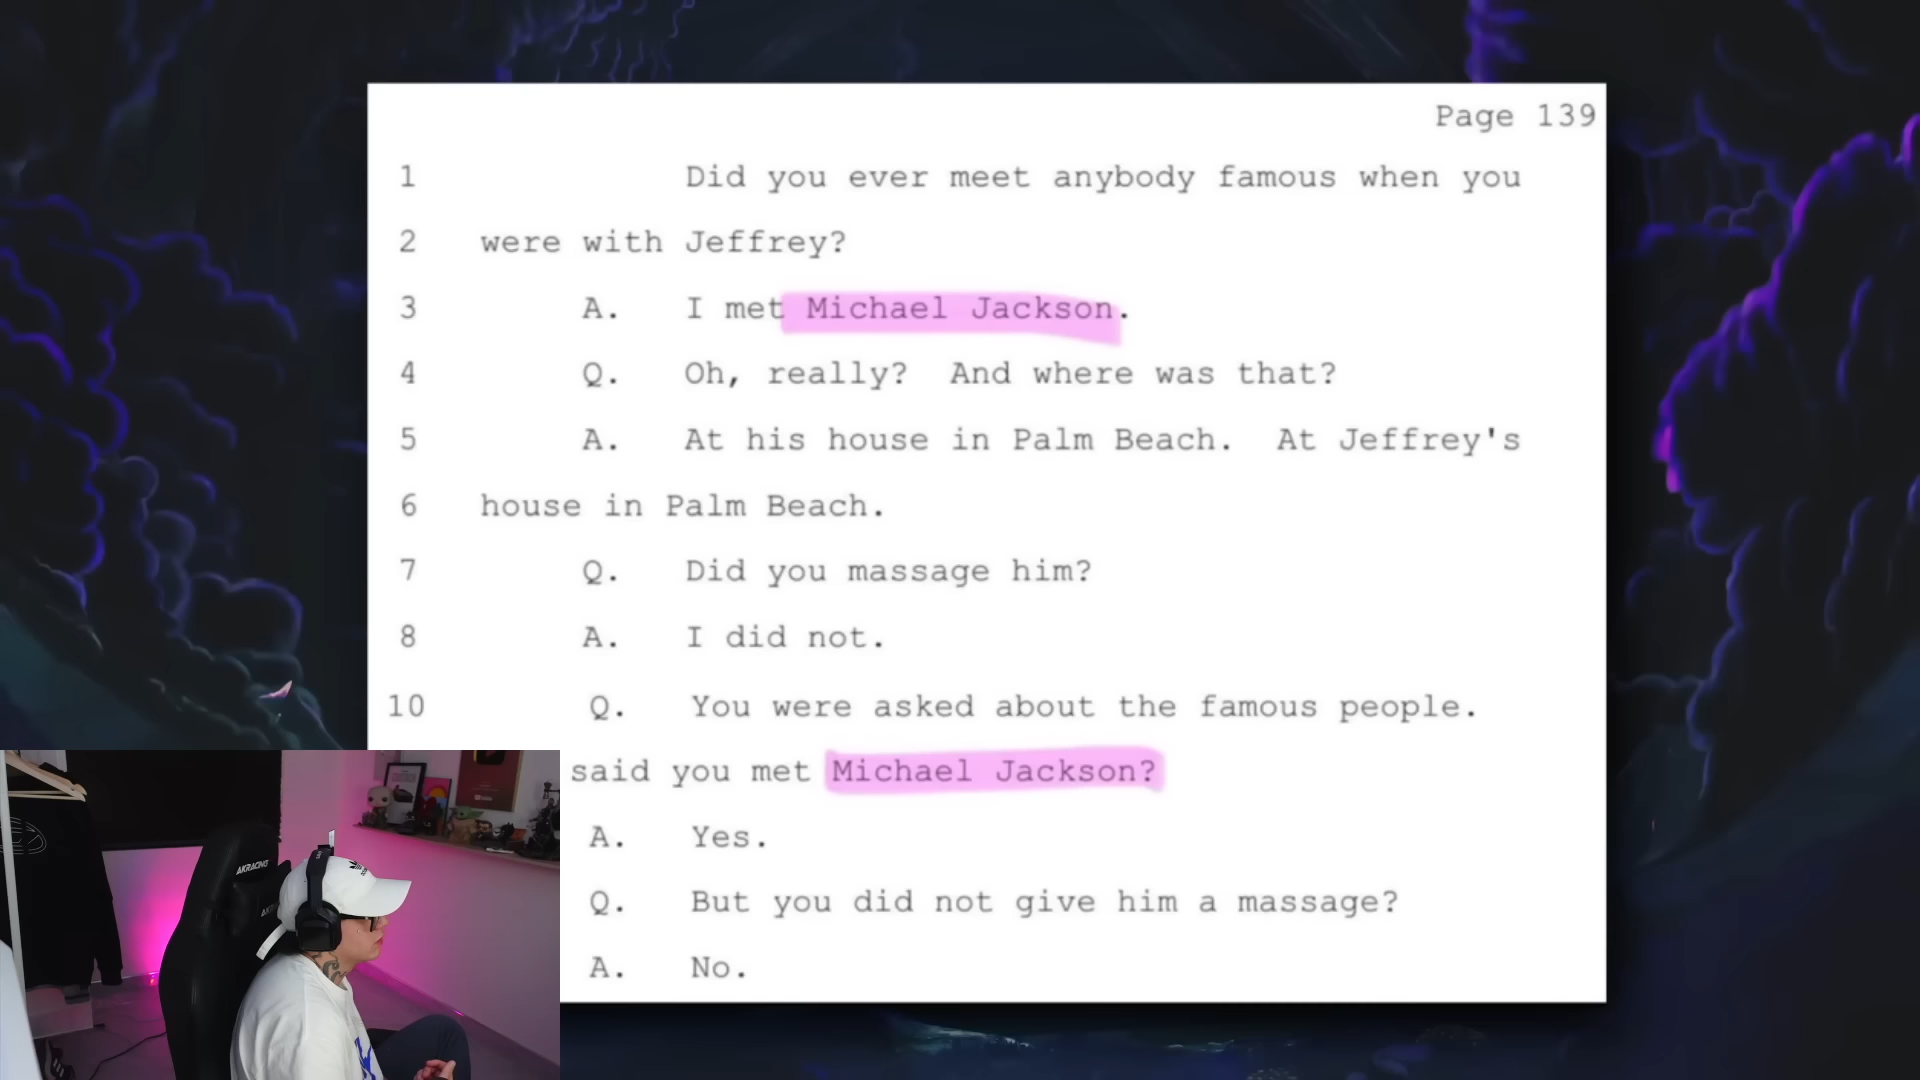 Page 139
1 Did you ever meet anybody famous when you
2 were with Jeffrey?
3 A. I met Michael Jackson.
4 Q. Oh, really? And where was that?
5 A. At his house in Palm Beach. At Jeffrey's
6 house in Palm Beach.
7 Q. Did you massage him?
8 A. I did not.
10 Q. You were asked about the famous people.
said you met Michael Jackson?
A. Yes.
Q. But you did not give him a massage?
A. No.
AKRACING